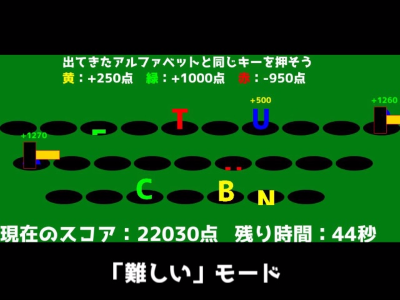 出てきたアルファベットと同じキーを押そう
黄：+250点 緑：+1000点 赤：-950点
+500
+1260
T U
+1270
C B N
現在のスコア：22030点 残り時間：44秒
「難しい」モード